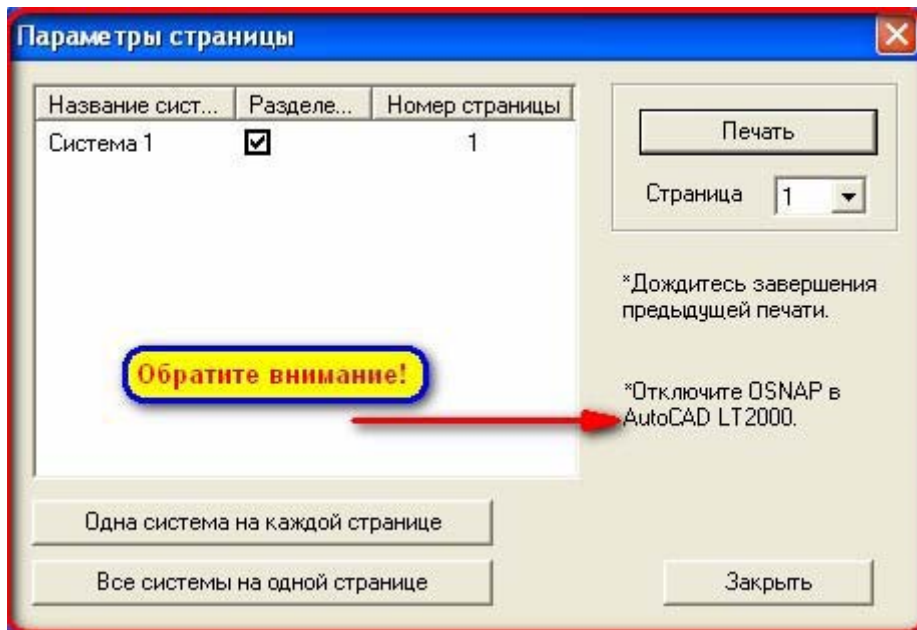 Параметры страницы
Название сист... Разделе... Номер страницы
Система 1 1
Печать
Страница 1
*Дождитесь завершения
предыдущей печати.
Обратите внимание!
*Отключите OSNAP в
AutoCAD LT2000.
Одна система на каждой странице
Все системы на одной странице
Закрыть